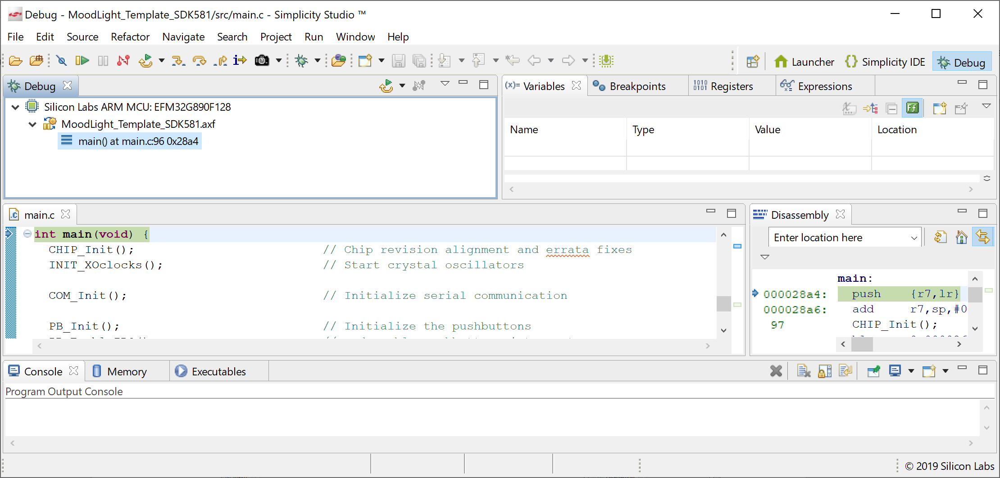 Debug - MoodLight_Template_SDK581/src/main.c - Simplicity Studio ™
File Edit Source Refactor Navigate Search Project Run Window Help
Launcher Simplicity IDE Debug
Debug
Silicon Labs ARM MCU: EFM32G890F128
MoodLight_Template_SDK581.axf
main() at main.c:96 0x28a4
(x)= Variables Breakpoints Registers Expressions
Name Type Value Location
main.c
int main(void) {
CHIP_Init(); // Chip revision alignment and errata fixes
INIT_XOclocks(); // Start crystal oscillators
COM_Init(); // Initialize serial communication
PB_Init(); // Initialize the pushbuttons
Disassembly
Enter location here
main:
000028a4: push {r7,lr}
000028a6: add r7,sp,#0
97 CHIP_Init();
Console Memory Executables
Program Output Console
© 2019 Silicon Labs